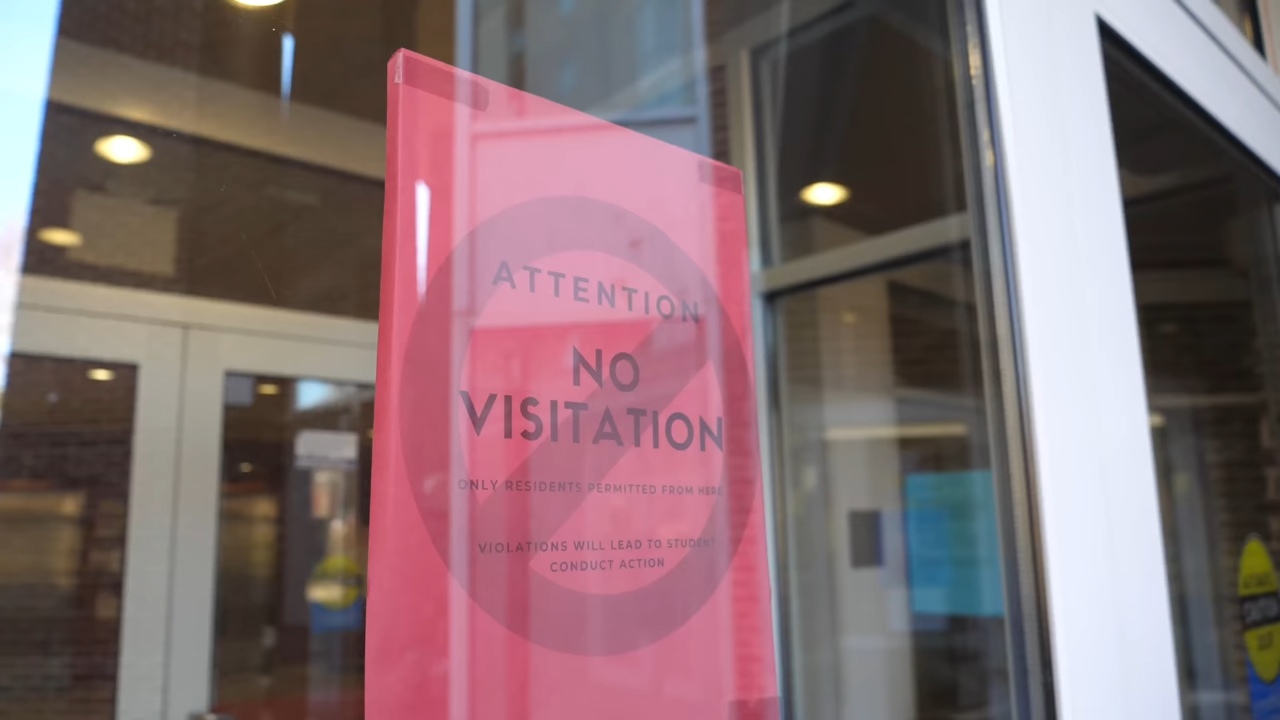 ATTENTION
NO
VISITATION
ONLY RESIDENTS PERMITTED FROM HERE
VIOLATIONS WILL LEAD TO STUDENT
CONDUCT ACTION